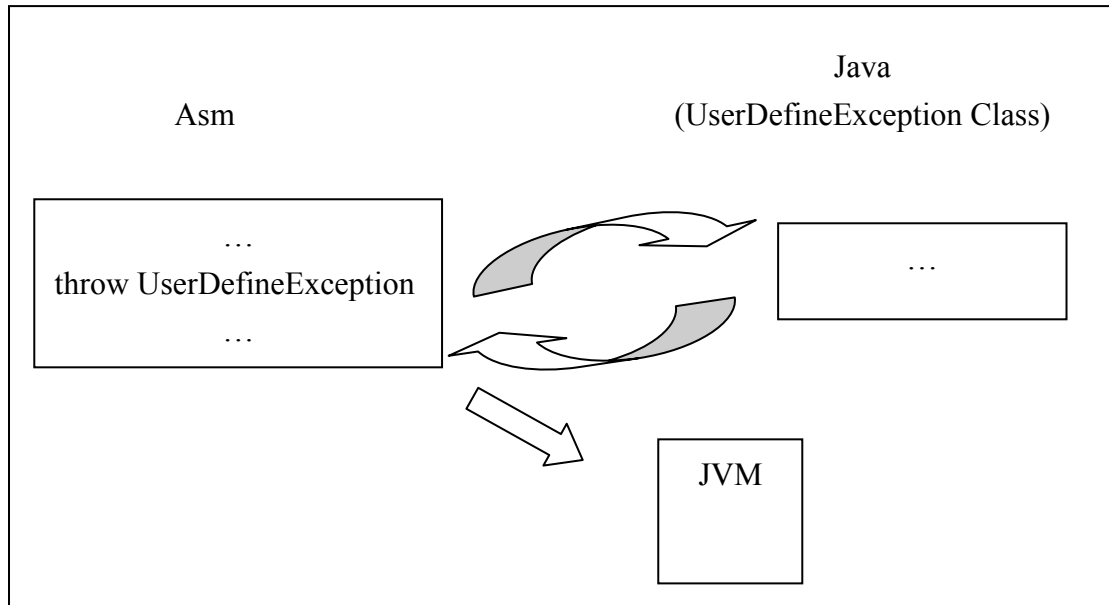 Java
Asm
(UserDefineException Class)
…
throw UserDefineException
…
…
JVM